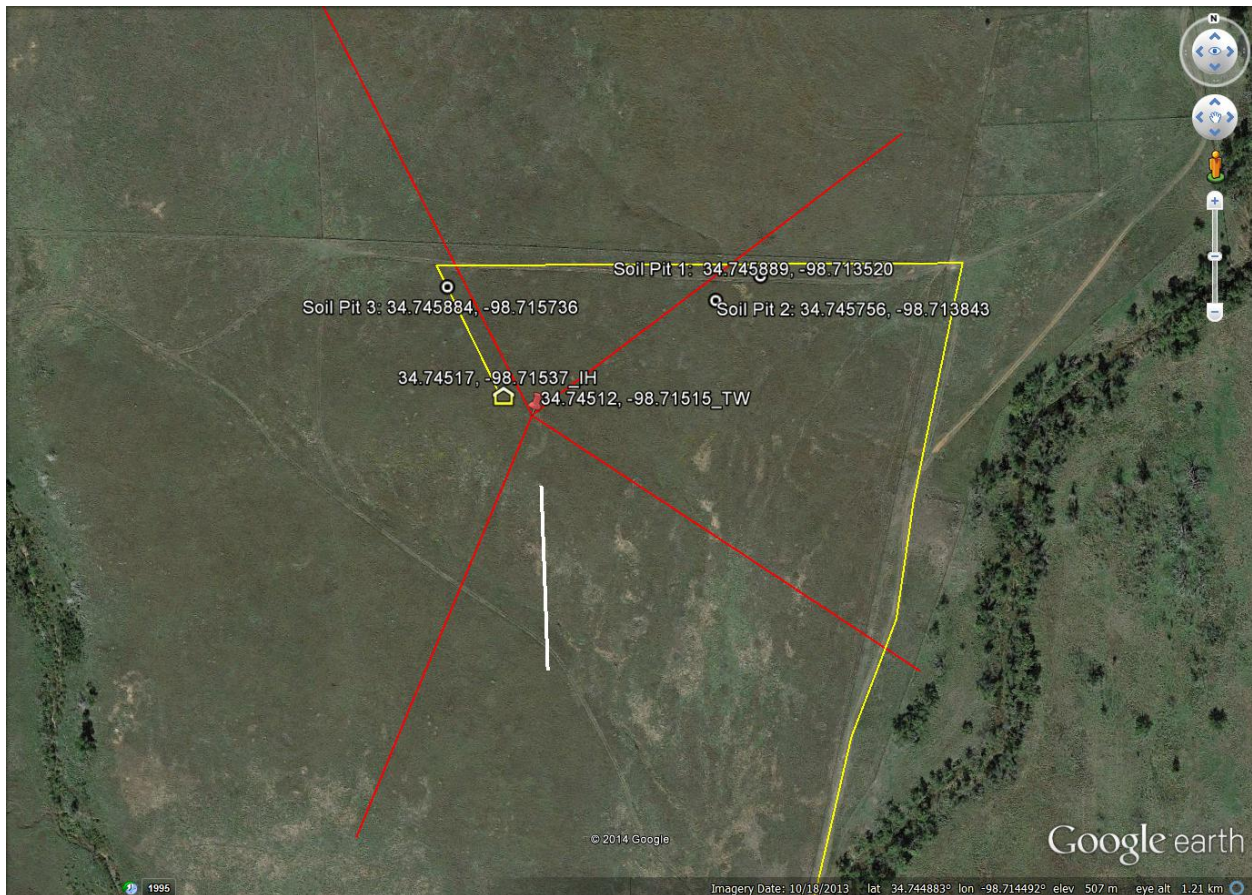 N
Soil Pit 1: 34.745889, -98.713520
Soil Pit 3: 34.745884, -98.715736
Soil Pit 2: 34.745756, -98.713843
34.74517, -98.71537_IH
34.74512, -98.71515_TW
© 2014 Google
Google earth
1995
Imagery Date: 10/18/2013 lat 34.744883° lon -98.714492° elev 507 m eye alt 1.21 km